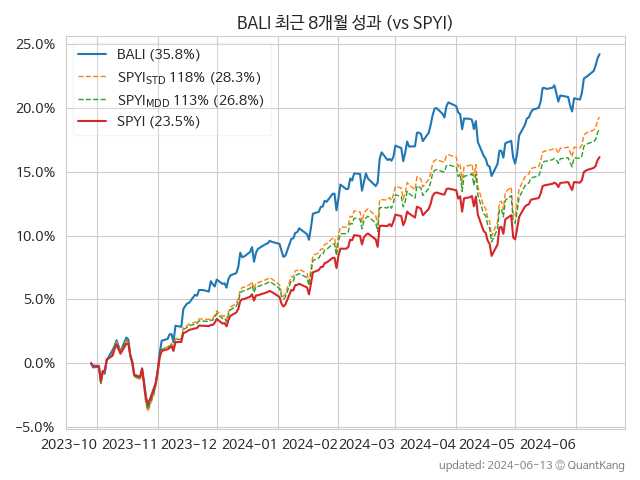 BALI 최근 8개월 성과 (vs SPYI)
25.0%
20.0%
15.0%
10.0%
5.0%
0.0%
−5.0%
BALI (35.8%)
SPYI_STD 118% (28.3%)
SPYI_MDD 113% (26.8%)
SPYI (23.5%)
2023−10 2023−11 2023−12 2024−01 2024−02 2024−03 2024−04 2024−05 2024−06
updated: 2024-06-13 © QuantKang